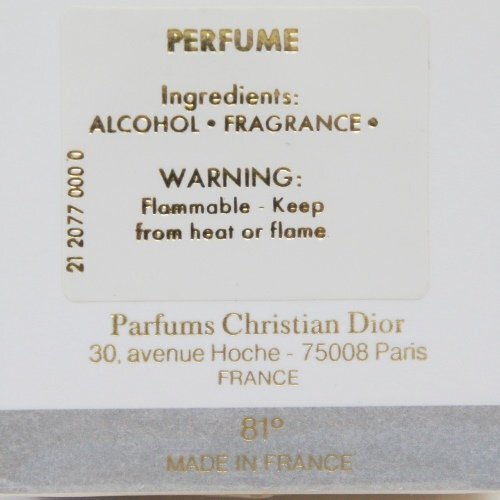 PERFUME
Ingredients:
ALCOHOL • FRAGRANCE •
WARNING:
Flammable - Keep
from heat or flame
21 2077 000 0
Parfums Christian Dior
30, avenue Hoche - 75008 Paris
FRANCE
81°
MADE IN FRANCE